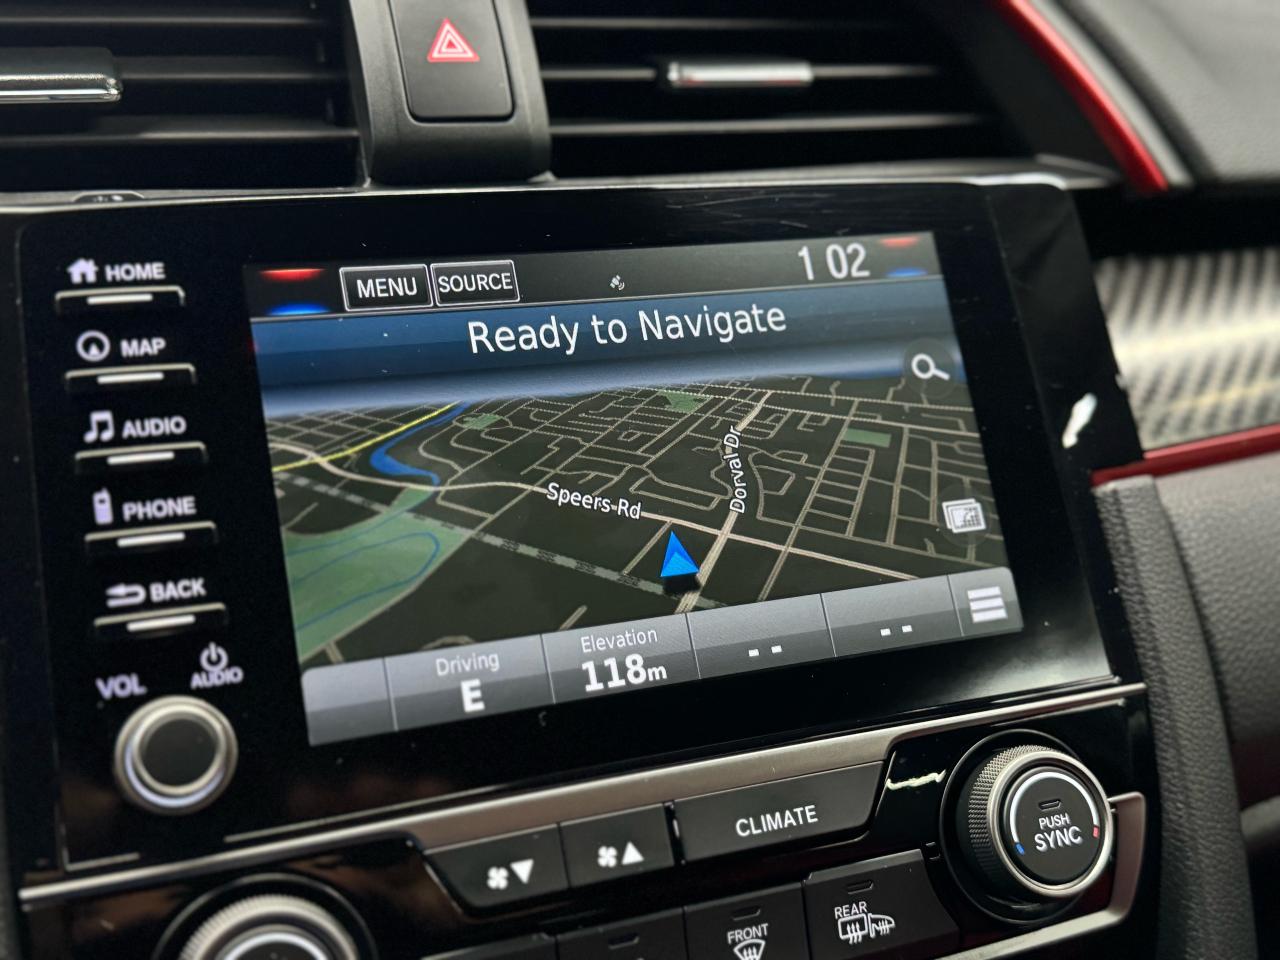 HOME
MAP
AUDIO
PHONE
BACK
VOL
AUDIO
MENU
SOURCE
1 02
Ready to Navigate
Dorval Dr
Speers Rd
Driving
E
Elevation
118m
- -
- -
CLIMATE
PUSH
SYNC
FRONT
REAR